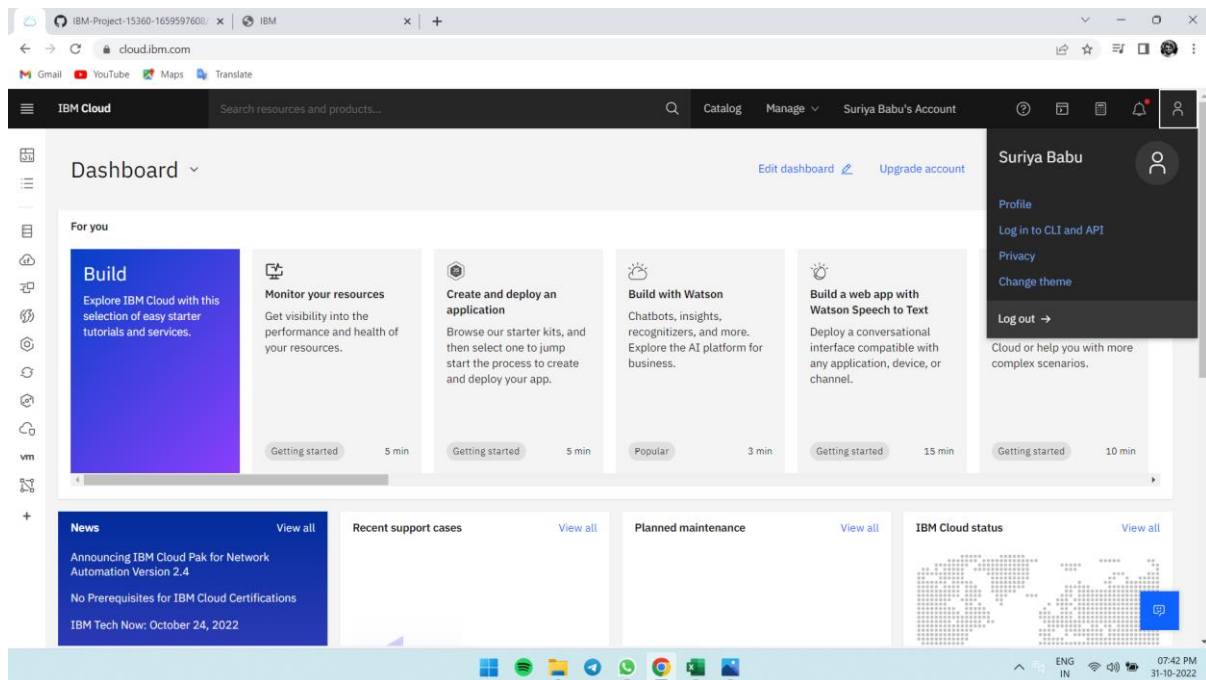 IBM-Project-15360-1659597608/
IBM
cloud.ibm.com
Gmail YouTube Maps Translate
IBM Cloud Search resources and products... Catalog Manage Suriya Babu's Account
Dashboard
Edit dashboard Upgrade account
Suriya Babu
Profile
Log in to CLI and API
Privacy
Change theme
Log out →
For you
Build
Explore IBM Cloud with this
selection of easy starter
tutorials and services.
Monitor your resources
Get visibility into the
performance and health of
your resources.
Getting started 5 min
Create and deploy an
application
Browse our starter kits, and
then select one to jump
start the process to create
and deploy your app.
Getting started 5 min
Build with Watson
Chatbots, insights,
recognitizers, and more.
Explore the AI platform for
business.
Popular 3 min
Build a web app with
Watson Speech to Text
Deploy a conversational
interface compatible with
any application, device, or
channel.
Getting started 15 min
Cloud or help you with more
complex scenarios.
Getting started 10 min
vm
News View all
Announcing IBM Cloud Pak for Network
Automation Version 2.4
No Prerequisites for IBM Cloud Certifications
IBM Tech Now: October 24, 2022
Recent support cases View all
Planned maintenance View all
IBM Cloud status View all
ENG
IN
07:42 PM
31-10-2022